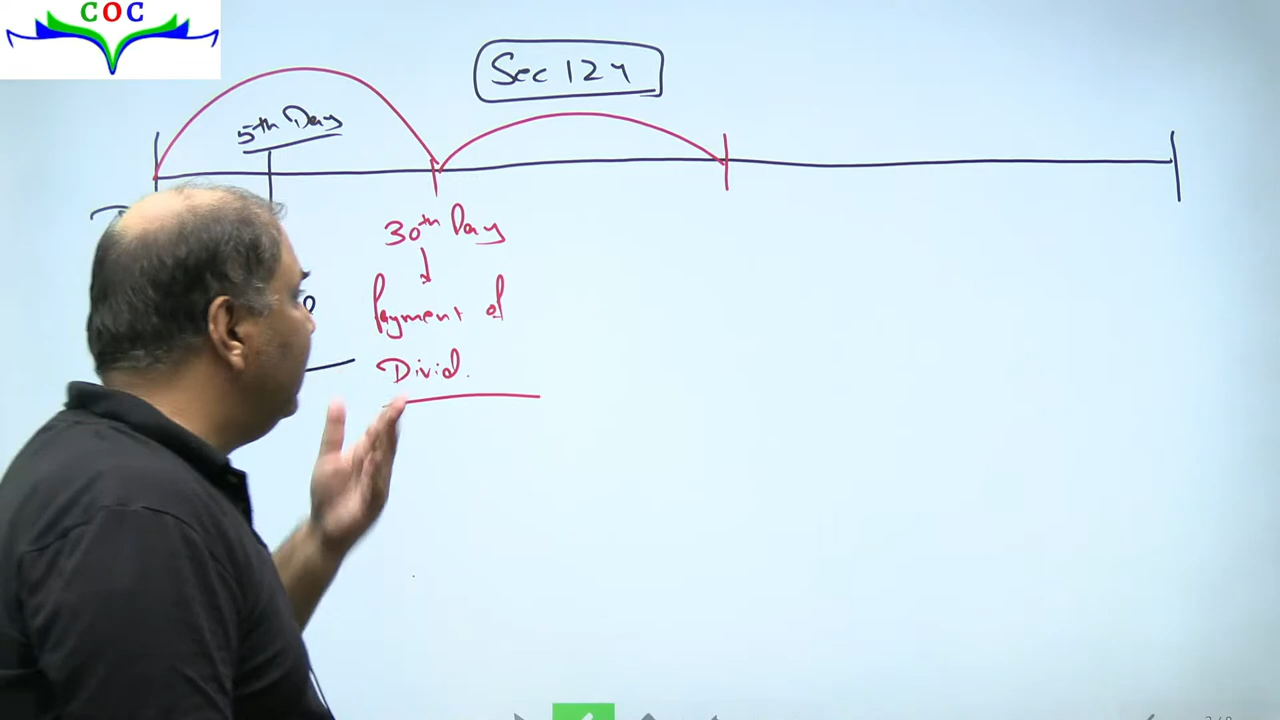 COC
Sec 124
5th Day
30th Day
Payment of
Divid.